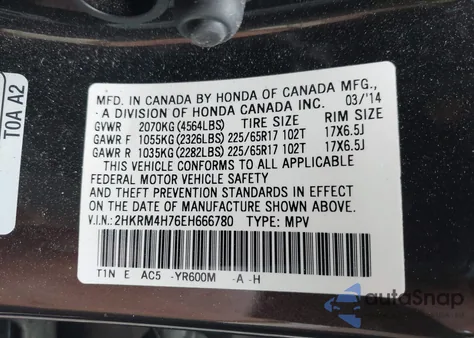 MFD. IN CANADA BY HONDA OF CANADA MFG.,
A DIVISION OF HONDA CANADA INC. 03/'14
GVWR 2070KG (4564LBS) TIRE SIZE RIM SIZE
GAWR F 1055KG (2326LBS) 225/65R17 102T 17X6.5J
GAWR R 1035KG (2282LBS) 225/65R17 102T 17X6.5J
THIS VEHICLE CONFORMS TO ALL APPLICABLE
FEDERAL MOTOR VEHICLE SAFETY
AND THEFT PREVENTION STANDARDS IN EFFECT
ON THE DATE OF MANUFACTURE SHOWN ABOVE.
V.I.N.: 2HKRM4H76EH666780 TYPE: MPV
T1N E AC5 -YR600M -A -H
TOA A2
autoSnap